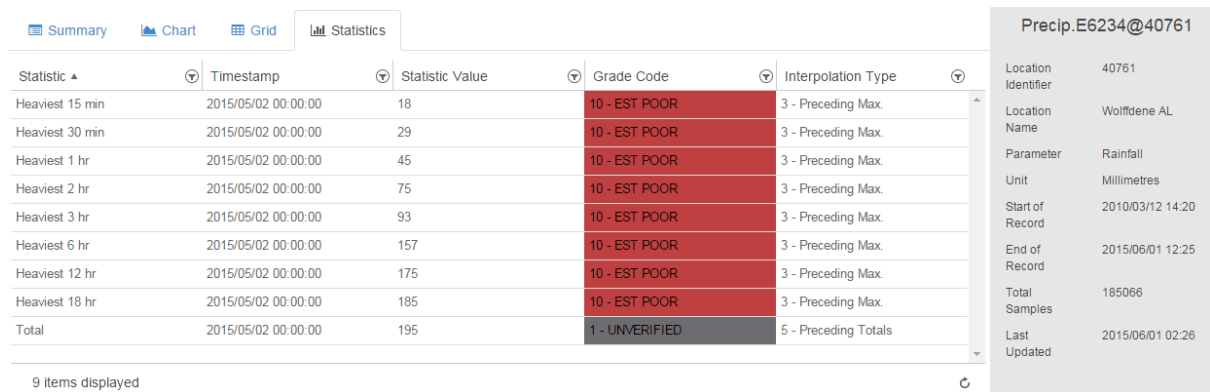 Summary Chart Grid Statistics
Statistic ▲ Timestamp Statistic Value Grade Code Interpolation Type
Heaviest 15 min 2015/05/02 00:00:00 18 10 - EST POOR 3 - Preceding Max.
Heaviest 30 min 2015/05/02 00:00:00 29 10 - EST POOR 3 - Preceding Max.
Heaviest 1 hr 2015/05/02 00:00:00 45 10 - EST POOR 3 - Preceding Max.
Heaviest 2 hr 2015/05/02 00:00:00 75 10 - EST POOR 3 - Preceding Max.
Heaviest 3 hr 2015/05/02 00:00:00 93 10 - EST POOR 3 - Preceding Max.
Heaviest 6 hr 2015/05/02 00:00:00 157 10 - EST POOR 3 - Preceding Max.
Heaviest 12 hr 2015/05/02 00:00:00 175 10 - EST POOR 3 - Preceding Max.
Heaviest 18 hr 2015/05/02 00:00:00 185 10 - EST POOR 3 - Preceding Max.
Total 2015/05/02 00:00:00 195 1 - UNVERIFIED 5 - Preceding Totals
9 items displayed
Precip.E6234@40761
Location 40761
Identifier
Location Wolffdene AL
Name
Parameter Rainfall
Unit Millimetres
Start of 2010/03/12 14:20
Record
End of 2015/06/01 12:25
Record
Total 185066
Samples
Last 2015/06/01 02:26
Updated